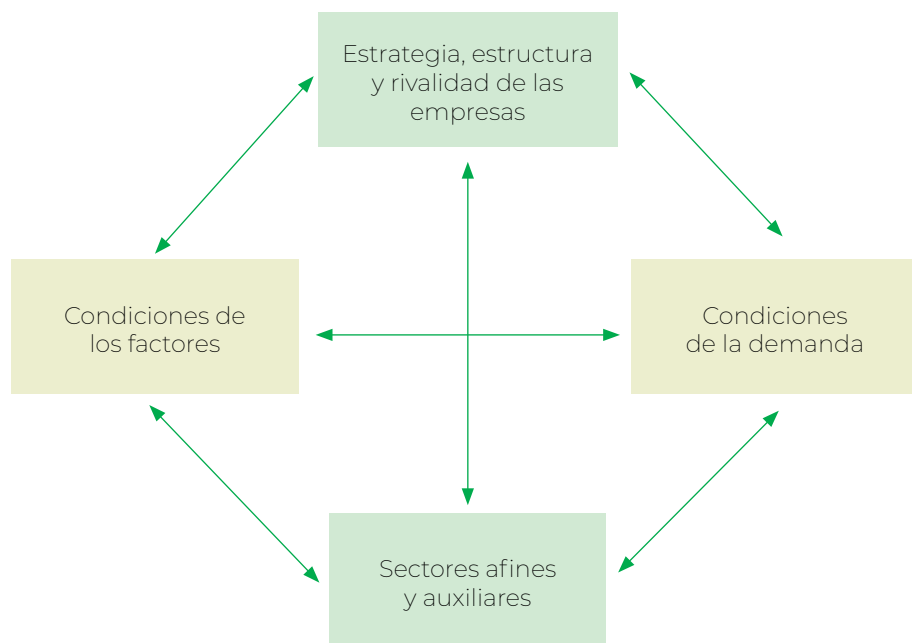 Estrategia, estructura
y rivalidad de las
empresas
Condiciones de
los factores
Condiciones
de la demanda
Sectores afines
y auxiliares